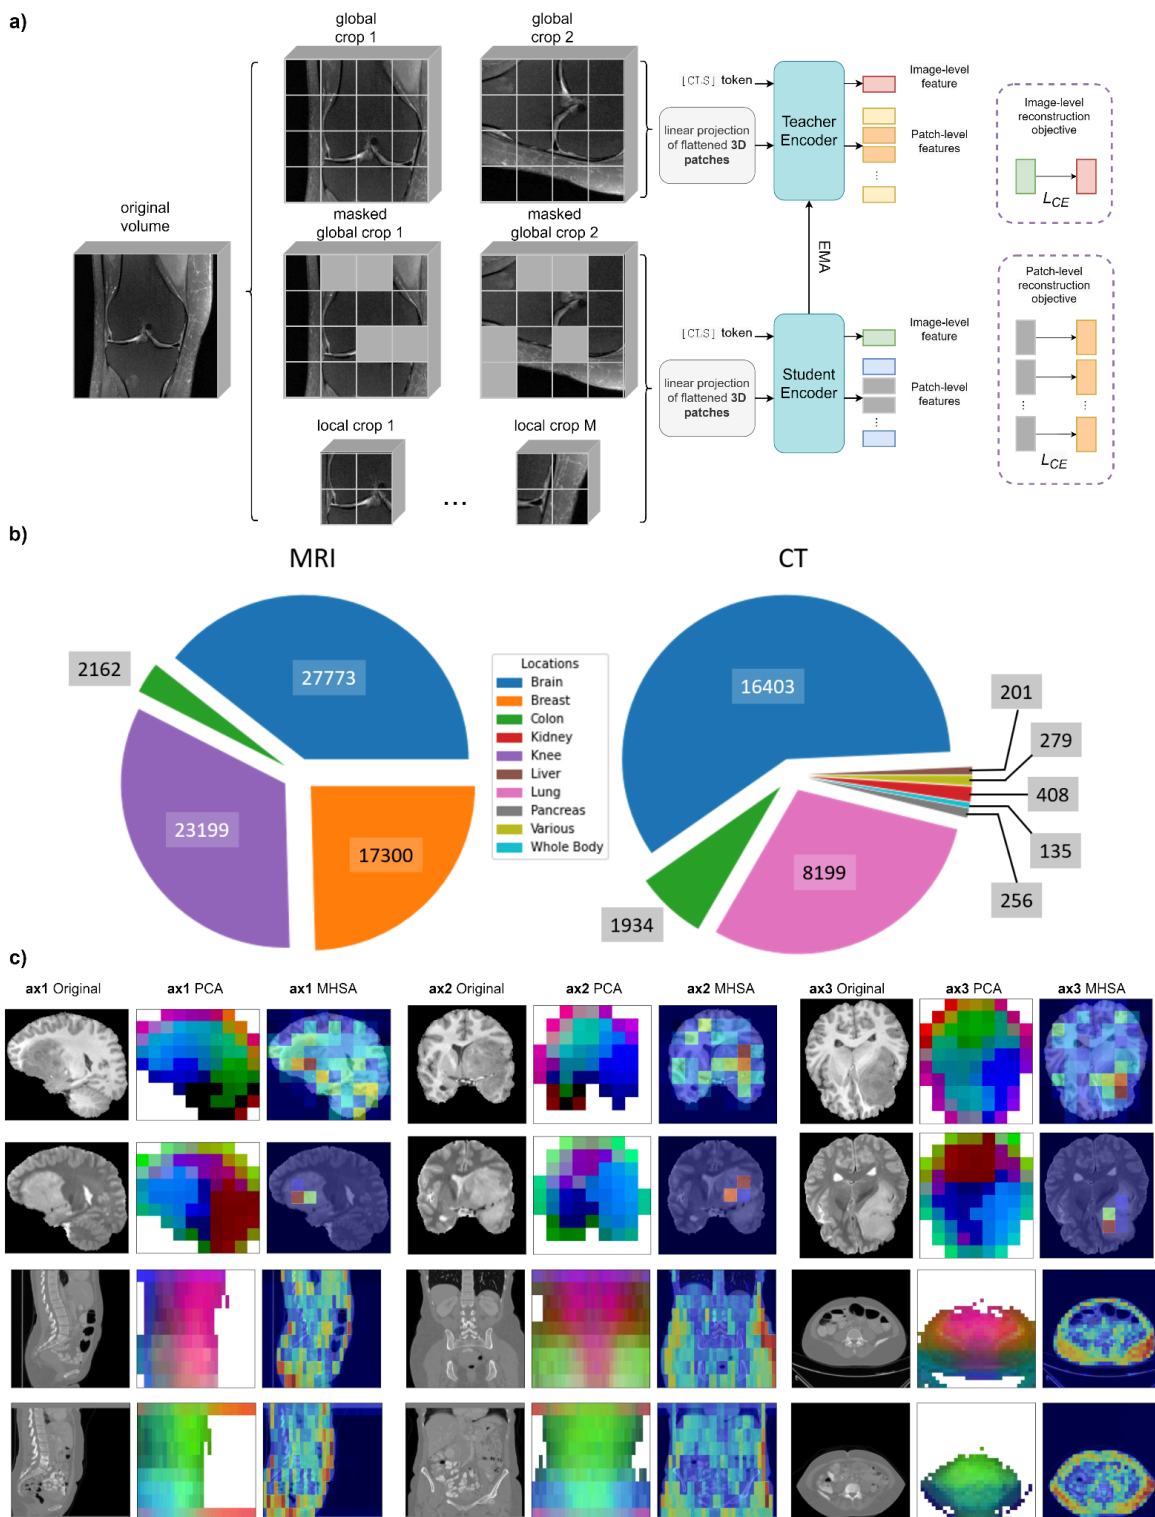 a)
global
crop 1
global
crop 2
original
volume
masked
global crop 1
masked
global crop 2
local crop 1
...
local crop M
[CLS] token
linear projection
of flattened 3D
patches
Teacher
Encoder
Image-level
feature
Patch-level
features
...
EMA
[CLS] token
linear projection
of flattened 3D
patches
Student
Encoder
Image-level
feature
Patch-level
features
...
Image-level
reconstruction
objective
L_CE
Patch-level
reconstruction
objective
... ...
L_CE
b)
MRI
2162
27773
23199
17300
Locations
Brain
Breast
Colon
Kidney
Knee
Liver
Lung
Pancreas
Various
Whole Body
CT
16403
201
279
408
135
256
8199
1934
c)
ax1 Original
ax1 PCA
ax1 MHSA
ax2 Original
ax2 PCA
ax2 MHSA
ax3 Original
ax3 PCA
ax3 MHSA